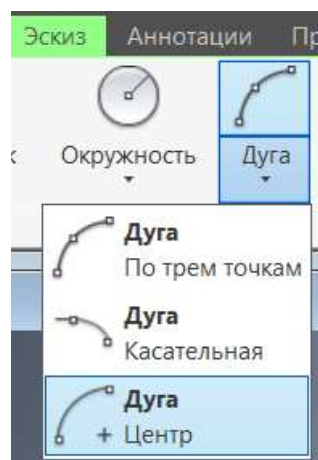 Эскиз Аннотации
Окружность Дуга
Дуга
По трем точкам
Дуга
Касательная
Дуга
Центр